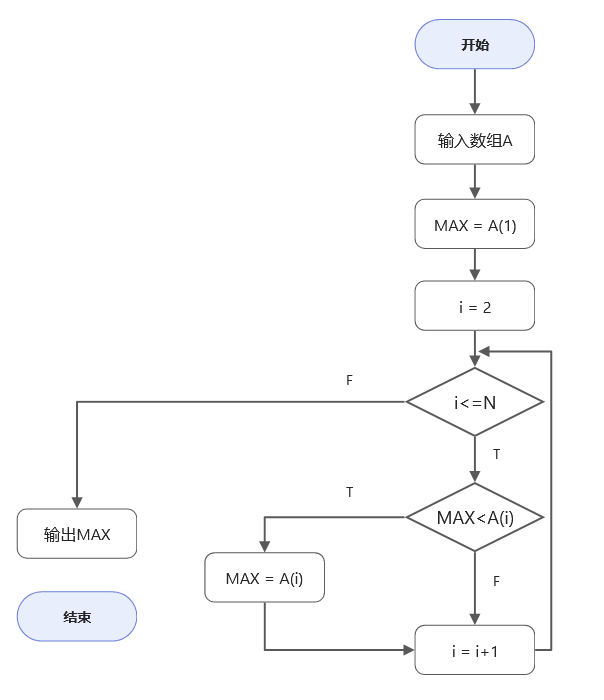 开始
输入数组A
MAX = A(1)
i = 2
F
i<=N
T
T
MAX<A(i)
输出MAX
MAX = A(i)
F
结束
i = i+1